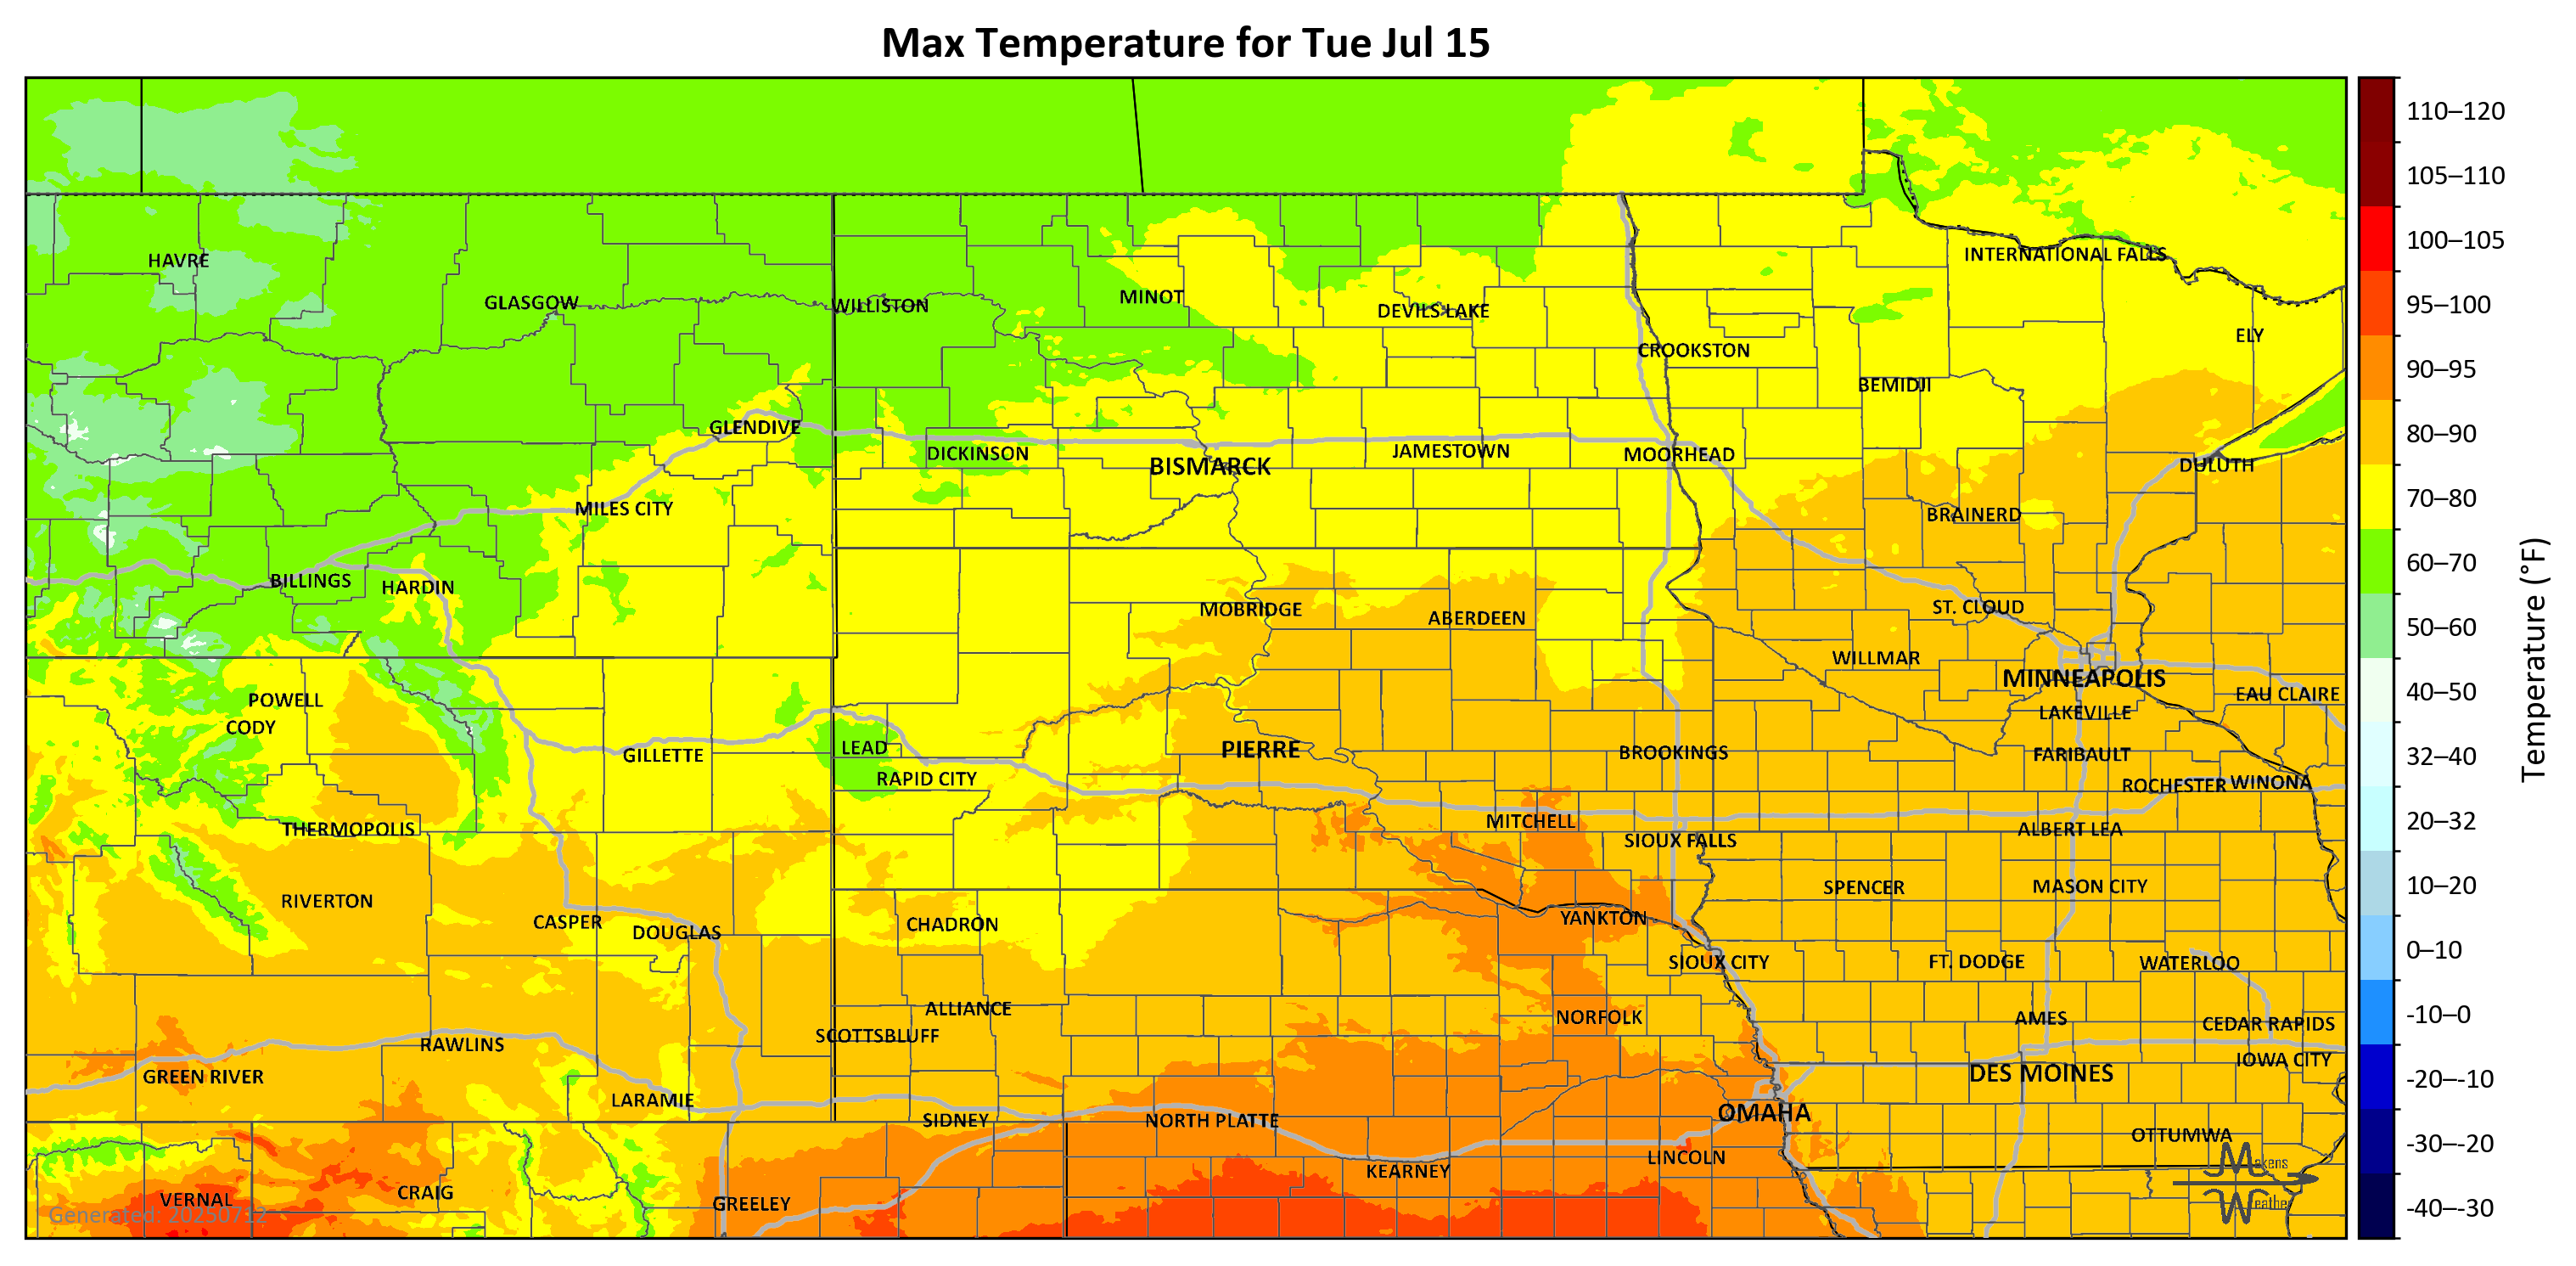 Max Temperature for Tue Jul 15
110–120
105–110
100–105
95–100
90–95
80–90
70–80
60–70
50–60
40–50
32–40
20–32
10–20
0–10
-10–0
-20–-10
-30–-20
-40–-30
Temperature (°F)
HAVRE
INTERNATIONAL FALLS
GLASGOW
WILLISTON
MINOT
DEVILS LAKE
ELY
CROOKSTON
BEMIDJI
GLENDIVE
DICKINSON
BISMARCK
JAMESTOWN
MOORHEAD
DULUTH
MILES CITY
BRAINERD
BILLINGS
HARDIN
MOBRIDGE
ABERDEEN
ST. CLOUD
WILLMAR
MINNEAPOLIS
EAU CLAIRE
POWELL
LAKEVILLE
CODY
GILLETTE
LEAD
PIERRE
BROOKINGS
FARIBAULT
RAPID CITY
ROCHESTER
WINONA
THERMOPOLIS
MITCHELL
SIOUX FALLS
ALBERT LEA
RIVERTON
SPENCER
MASON CITY
CASPER
DOUGLAS
CHADRON
YANKTON
SIOUX CITY
FT. DODGE
WATERLOO
ALLIANCE
NORFOLK
AMES
CEDAR RAPIDS
RAWLINS
SCOTTSBLUFF
IOWA CITY
GREEN RIVER
DES MOINES
LARAMIE
SIDNEY
NORTH PLATTE
OMAHA
OTTUMWA
KEARNEY
LINCOLN
VERNAL
CRAIG
GREELEY
Generated: 20250712
Makens
Weather